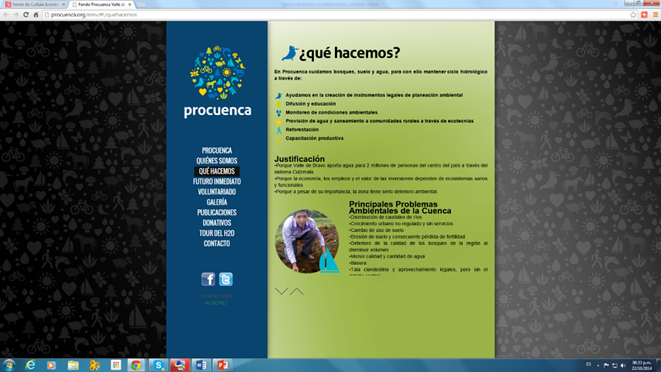 Fondo de Cultura Económ
Fondo Procuenca Valle de
procuenca.org/emx/#!/quehacemos
procuenca
PROCUENCA
QUIÉNES SOMOS
QUÉ HACEMOS
FUTURO INMEDIATO
VOLUNTARIADO
GALERÍA
PUBLICACIONES
DONATIVOS
TOUR DEL H2O
CONTACTO
¿qué hacemos?
En Procuenca cuidamos bosques, suelo y agua, para con ello mantener ciclo hidrológico
a través de:
Ayudamos en la creación de instrumentos legales de planeación ambiental
Difusión y educación
Monitoreo de condiciones ambientales
Provisión de agua y saneamiento a comunidades rurales a través de ecotecnias
Reforestación
Capacitación productiva
Justificación
•Porque Valle de Bravo aporta agua para 2 millones de personas del centro del país a través del
sistema Cutzmala
•Porque la economía, los empleos y el valor de las inversiones dependen de ecosistemas sanos
y funcionales
•Porque a pesar de su importancia, la zona tiene serio deterioro ambiental.
Principales Problemas
Ambientales de la Cuenca
•Disminución de caudales de ríos
•Crecimiento urbano no regulado y sin servicios
•Cambio de uso de suelo
•Erosión de suelo y consecuente pérdida de fertilidad
•Deterioro de la calidad de los bosques de la región al
disminuir volumen
•Menor calidad y cantidad de agua
•Basura
•Tala clandestina y aprovechamiento legales, pero sin el
ES
08:33 p.m.
22/10/2014